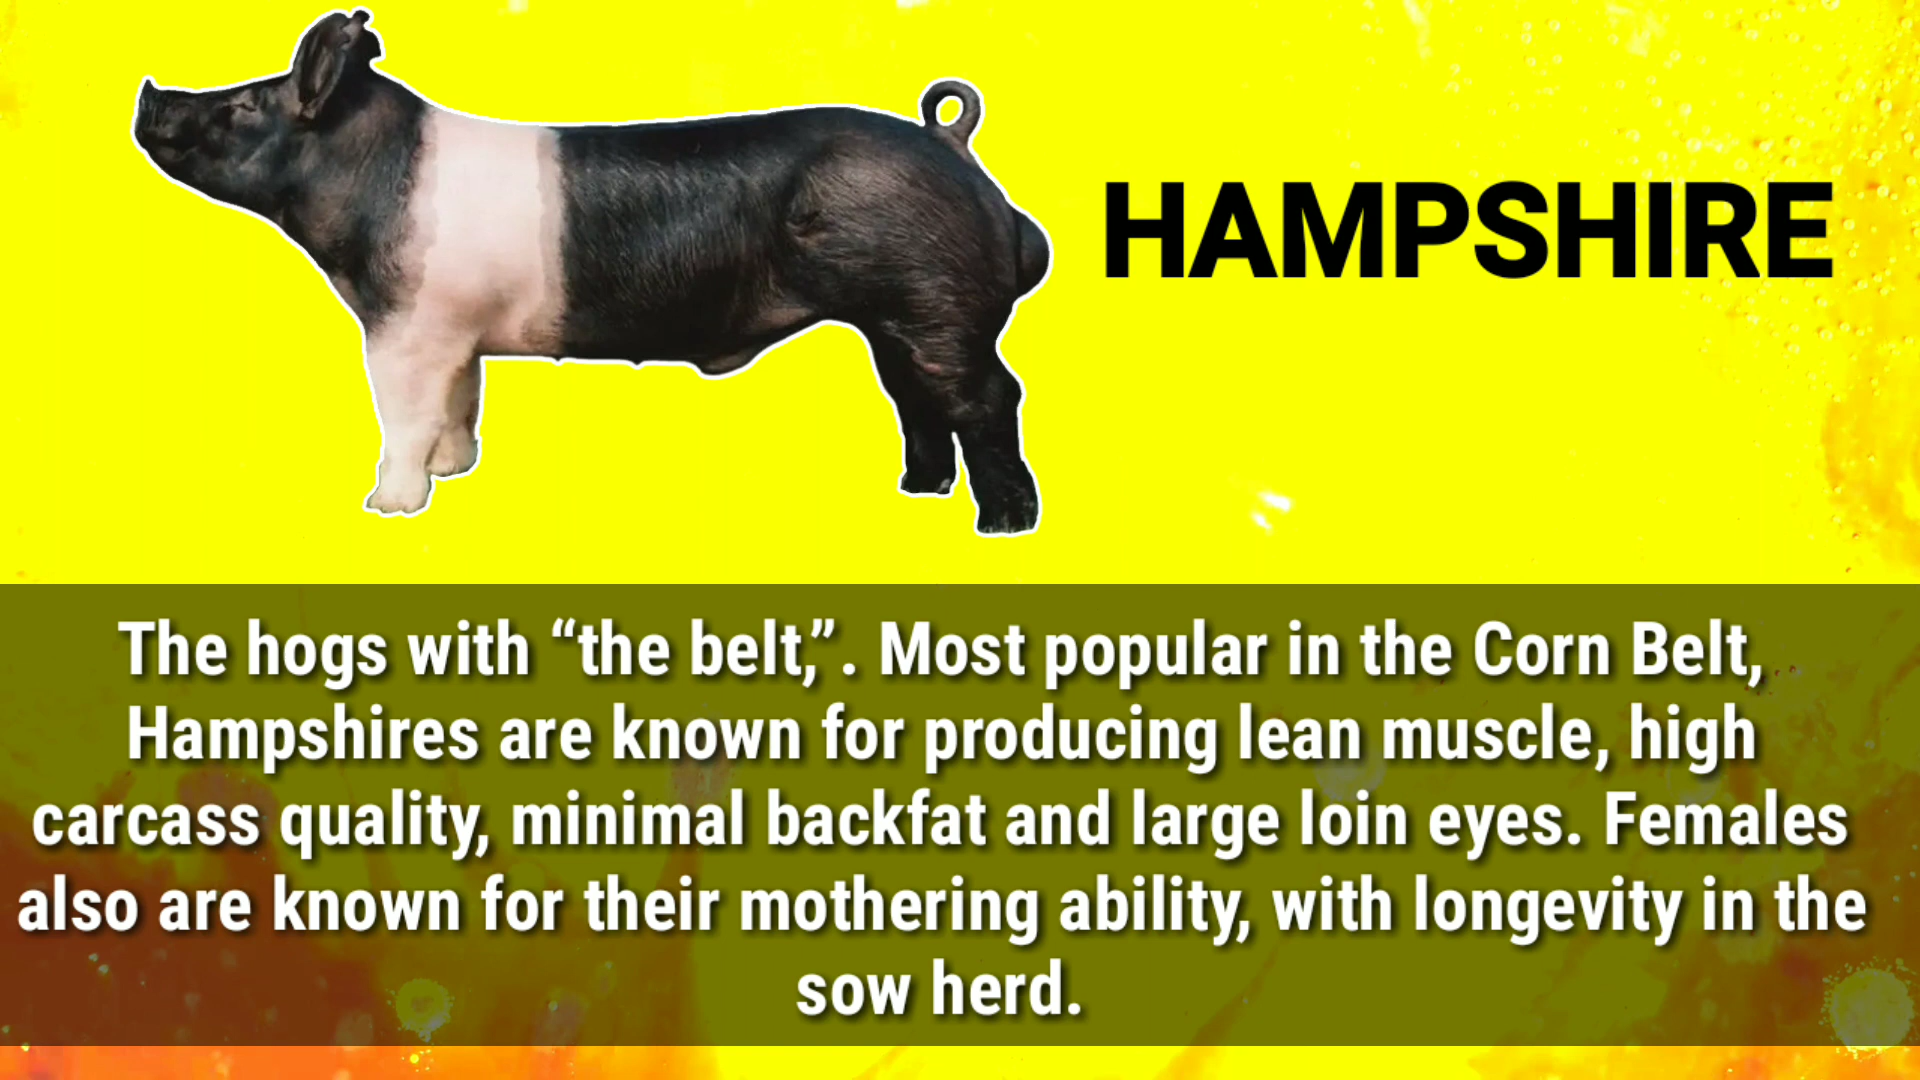 HAMPSHIRE
The hogs with “the belt,”. Most popular in the Corn Belt,
Hampshires are known for producing lean muscle, high
carcass quality, minimal backfat and large loin eyes. Females
also are known for their mothering ability, with longevity in the
sow herd.